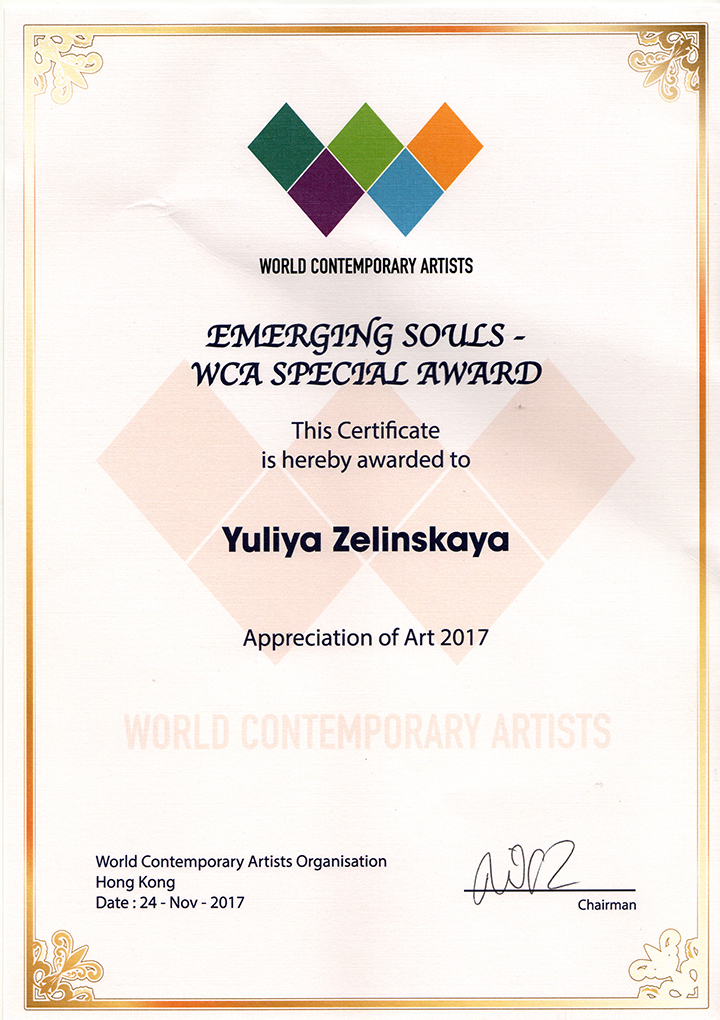 WORLD CONTEMPORARY ARTISTS
EMERGING SOULS -
WCA SPECIAL AWARD
This Certificate
is hereby awarded to
Yuliya Zelinskaya
Appreciation of Art 2017
WORLD CONTEMPORARY ARTISTS
World Contemporary Artists Organisation
Hong Kong
Date : 24 - Nov - 2017
Chairman